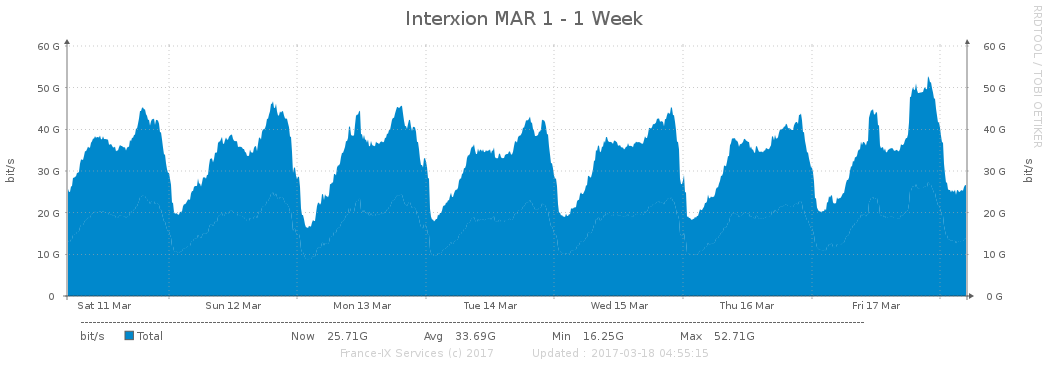 Interxion MAR 1 - 1 Week
RRDTOOL / TOBI OETIKER
60 G 60 G
50 G 50 G
40 G 40 G
30 G 30 G
20 G 20 G
10 G 10 G
0 0 G
bit/s bit/s
Sat 11 Mar Sun 12 Mar Mon 13 Mar Tue 14 Mar Wed 15 Mar Thu 16 Mar Fri 17 Mar
bit/s Total Now 25.71G Avg 33.69G Min 16.25G Max 52.71G
France-IX Services (c) 2017 Updated : 2017-03-18 04:55:15